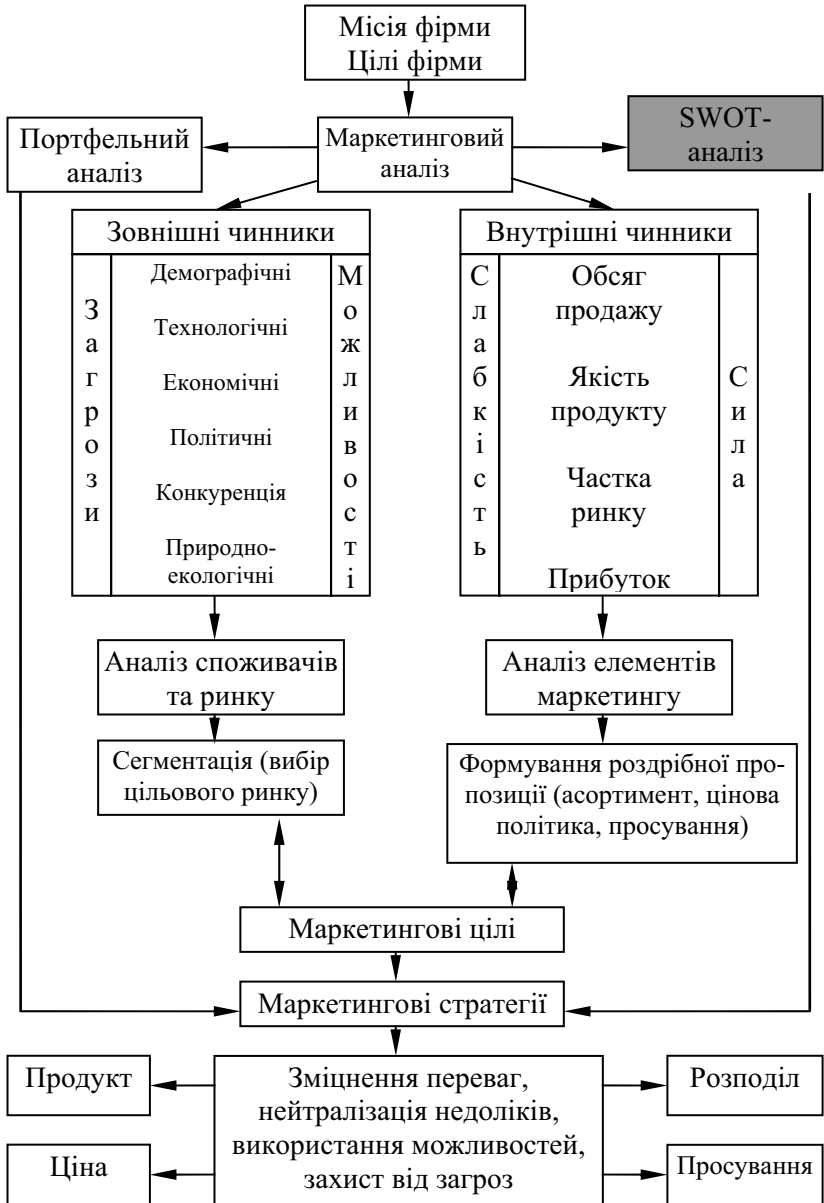 Місія фірми
Цілі фірми
Портфельний
аналіз
Маркетинговий
аналіз
SWOT-
аналіз
Зовнішні чинники
Загрози
Демографічні
Технологічні
Економічні
Політичні
Конкуренція
Природно-
екологічні
Можливості
Внутрішні чинники
Слабкість
Обсяг
продажу
Якість
продукту
Частка
ринку
Прибуток
Сила
Аналіз споживачів
та ринку
Аналіз елементів
маркетингу
Сегментація (вибір
цільового ринку)
Формування роздрібної про-
позиції (асортимент, цінова
політика, просування)
Маркетингові цілі
Маркетингові стратегії
Продукт
Ціна
Зміцнення переваг,
нейтралізація недоліків,
використання можливостей,
захист від загроз
Розподіл
Просування